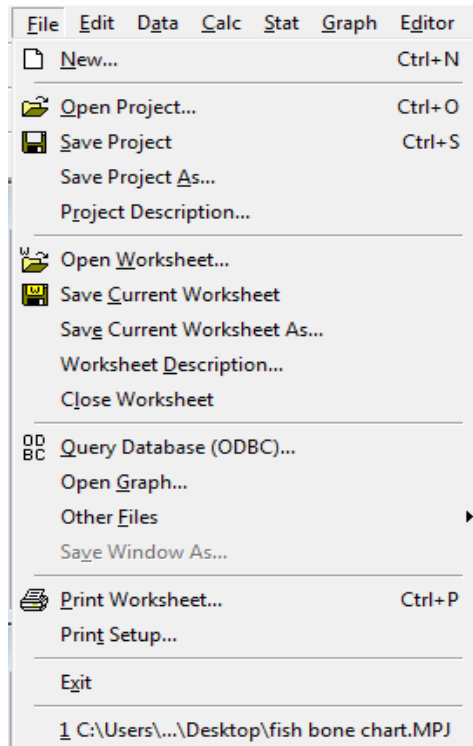 File Edit Data Calc Stat Graph Editor
New... Ctrl+N
Open Project... Ctrl+O
Save Project Ctrl+S
Save Project As...
Project Description...
W
Open Worksheet...
W
Save Current Worksheet
Save Current Worksheet As...
Worksheet Description...
Close Worksheet
OD
BC
Query Database (ODBC)...
Open Graph...
Other Files
Save Window As...
Print Worksheet... Ctrl+P
Print Setup...
Exit
1 C:\Users\...\Desktop\fish bone chart.MPJ